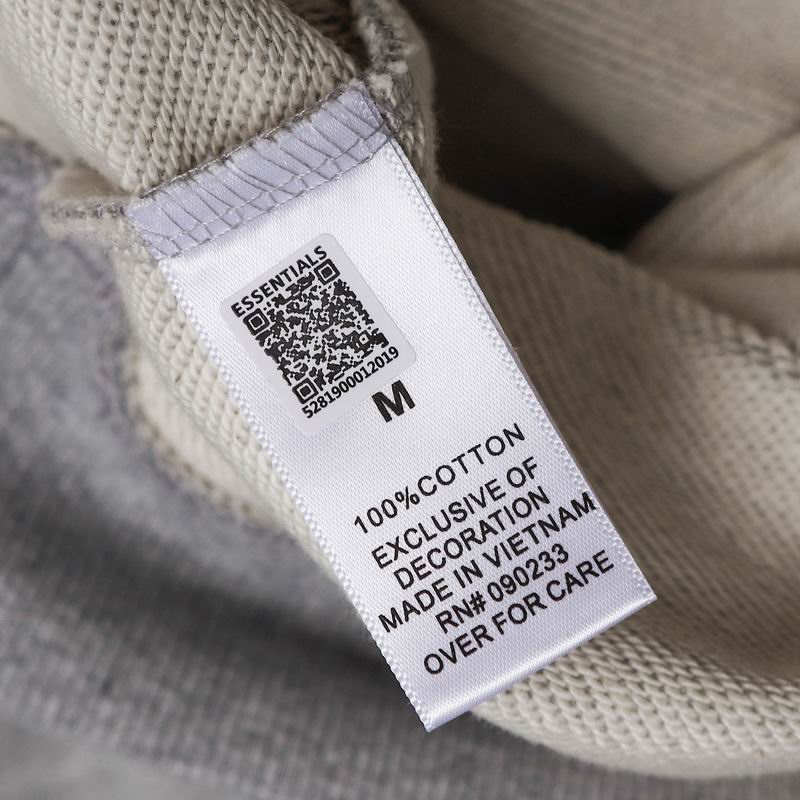 ESSENTIALS
5281900012019
M
100%COTTON
EXCLUSIVE OF
DECORATION
MADE IN VIETNAM
RN# 090233
OVER FOR CARE